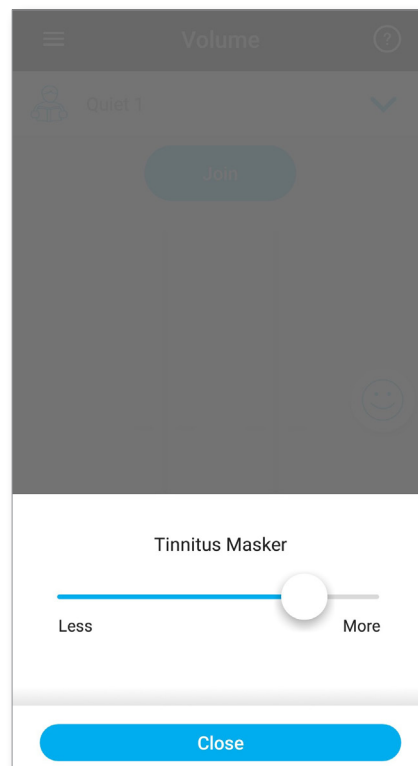 Volume
?
Quiet 1
Join
Tinnitus Masker
Less
More
Close